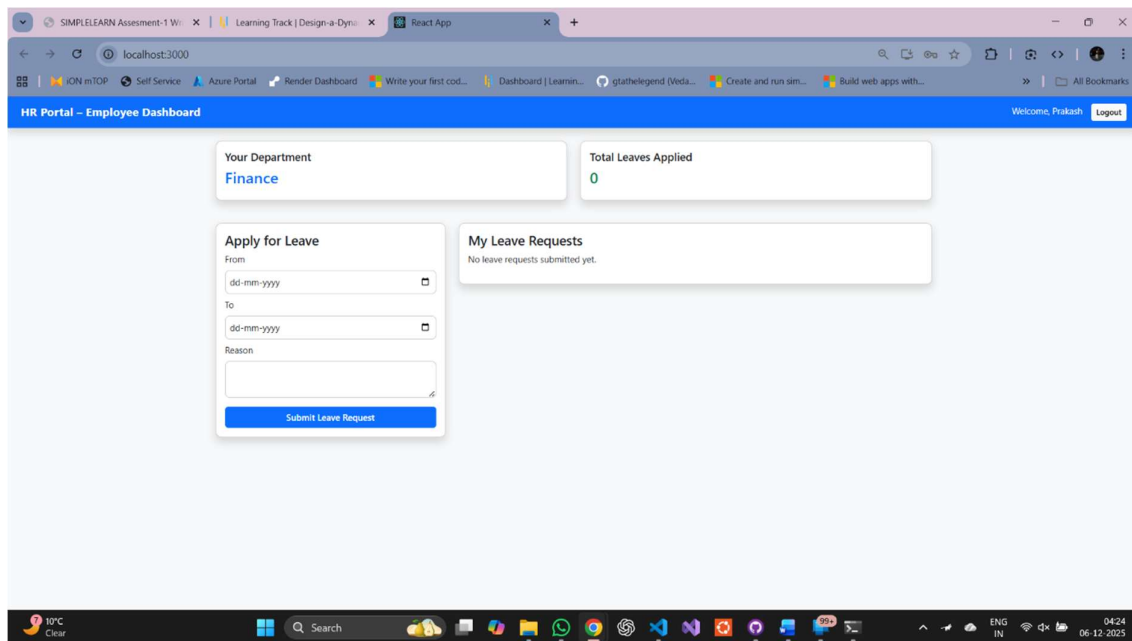 SIMPLELEARN Assesment-1 Wr
Learning Track | Design-a-Dyna
React App
localhost:3000
iON mTOP
Self Service
Azure Portal
Render Dashboard
Write your first cod...
Dashboard | Learnin...
gtathelegend (Veda...
Create and run sim...
Build web apps with...
All Bookmarks
HR Portal – Employee Dashboard
Welcome, Prakash
Logout
Your Department
Finance
Total Leaves Applied
0
Apply for Leave
From
dd-mm-yyyy
To
dd-mm-yyyy
Reason
Submit Leave Request
My Leave Requests
No leave requests submitted yet.
7
10°C
Clear
Search
99+
ENG
IN
04:24
06-12-2025